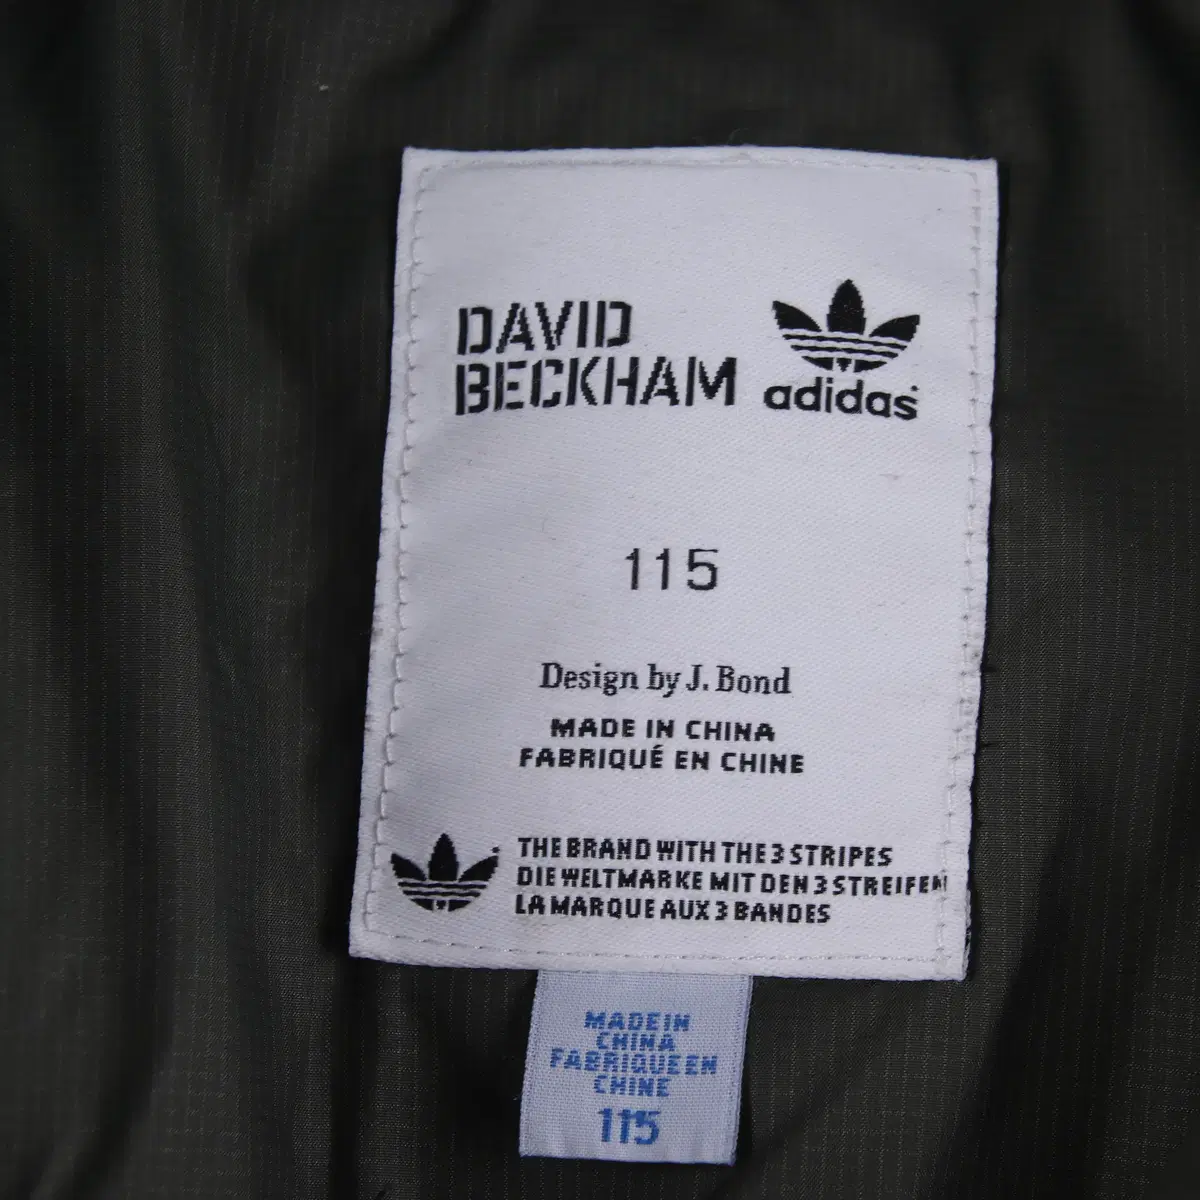 DAVID
BECKHAM
adidas
115
Design by J. Bond
MADE IN CHINA
FABRIQUÉ EN CHINE
THE BRAND WITH THE 3 STRIPES
DIE WELTMARKE MIT DEN 3 STREIFEN
LA MARQUE AUX 3 BANDES
MADE IN
CHINA
FABRIQUE EN
CHINE
115